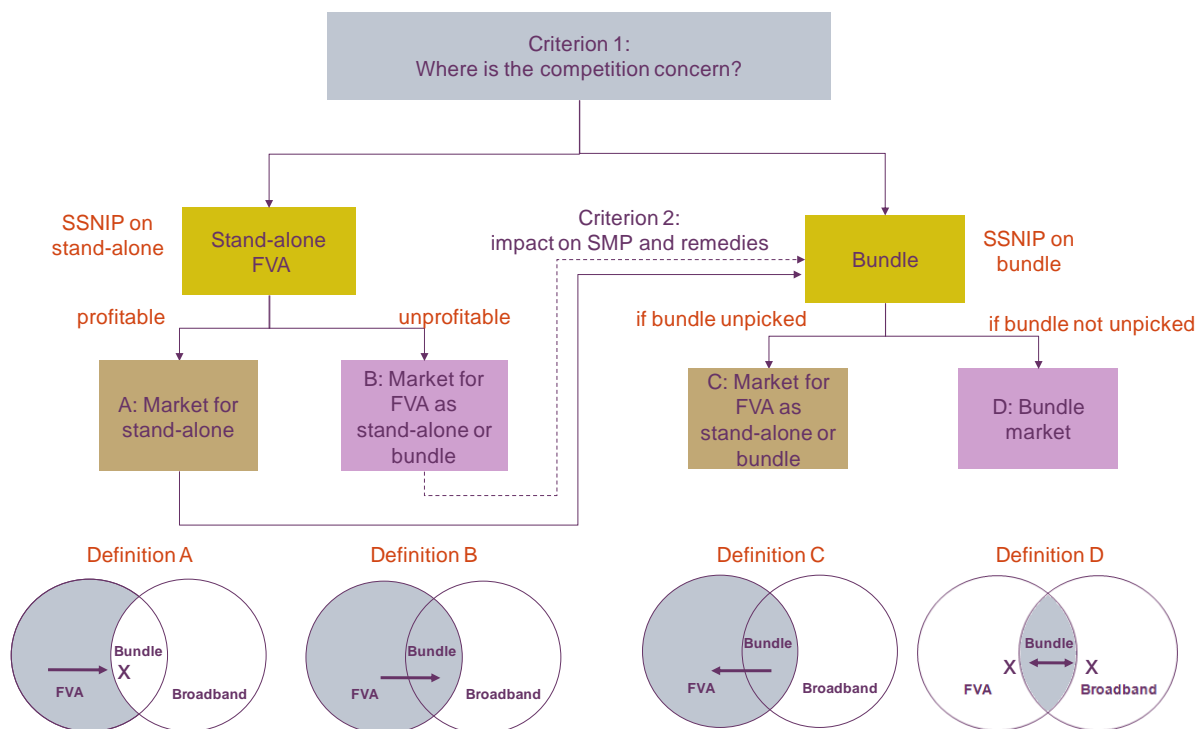 Criterion 1:
Where is the competition concern?
SSNIP on
stand-alone
Stand-alone
FVA
Criterion 2:
impact on SMP and remedies
Bundle
SSNIP on
bundle
profitable
unprofitable
if bundle unpicked
if bundle not unpicked
A: Market for
stand-alone
B: Market for
FVA as
stand-alone or
bundle
C: Market for
FVA as
stand-alone or
bundle
D: Bundle
market
Definition A
Definition B
Definition C
Definition D
Bundle
X
FVA
Broadband
Bundle
FVA
Broadband
Bundle
FVA
Broadband
Bundle
X
X
FVA
Broadband